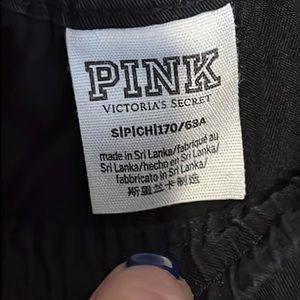 PINK
VICTORIA'S SECRET
S|P|CH|170/68A
made in Sri Lanka/fabriqué au
Sri Lanka/hecho en Sri Lanka/
fabbricato in Sri Lanka
斯里兰卡制造